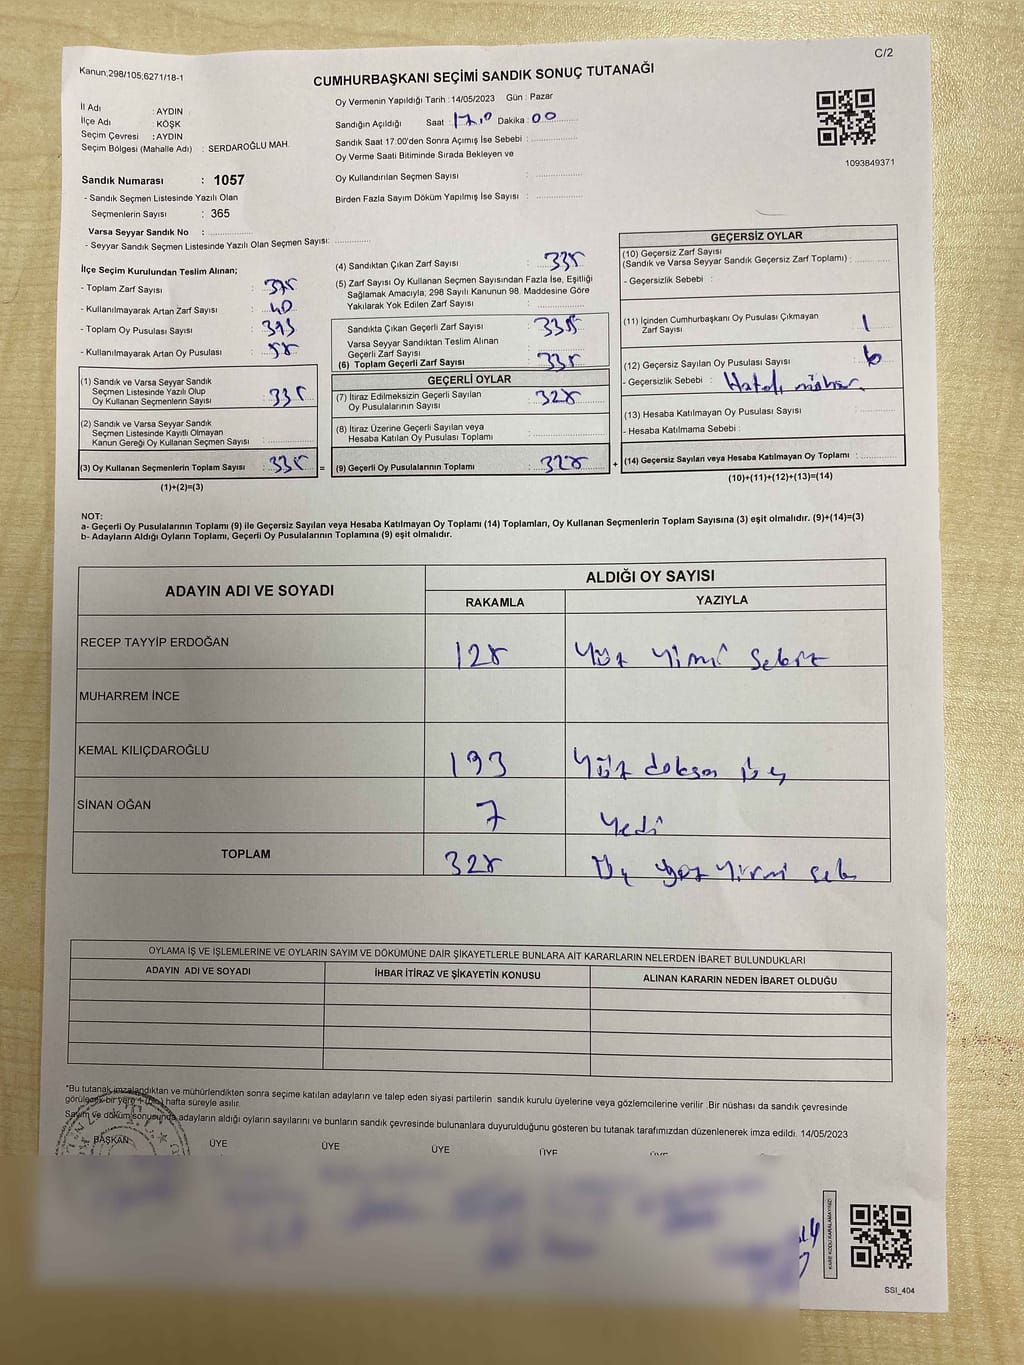 C/2
Kanun;298/105;6271/18-1
CUMHURBAŞKANI SEÇİMİ SANDIK SONUÇ TUTANAĞI
İl Adı : AYDIN
İlçe Adı : KÖŞK
Seçim Çevresi : AYDIN
Seçim Bölgesi (Mahalle Adı) : SERDAROĞLU MAH.
Oy Vermenin Yapıldığı Tarih : 14/05/2023 Gün : Pazar
Sandığın Açıldığı Saat 17.0 Dakika : 00
Sandık Saat 17:00'den Sonra Açımış İse Sebebi :
Oy Verme Saati Bitiminde Sırada Bekleyen ve
Oy Kullandırılan Seçmen Sayısı :
Birden Fazla Sayım Döküm Yapılmış İse Sayısı :
1093849371
Sandık Numarası : 1057
- Sandık Seçmen Listesinde Yazılı Olan
Seçmenlerin Sayısı : 365
Varsa Seyyar Sandık No :
- Seyyar Sandık Seçmen Listesinde Yazılı Olan Seçmen Sayısı:
İlçe Seçim Kurulundan Teslim Alınan;
- Toplam Zarf Sayısı : 375
- Kullanılmayarak Artan Zarf Sayısı : 40
- Toplam Oy Pusulası Sayısı : 393
- Kullanılmayarak Artan Oy Pusulası : 58
(1) Sandık ve Varsa Seyyar Sandık
Seçmen Listesinde Yazılı Olup
Oy Kullanan Seçmenlerin Sayısı : 335
(2) Sandık ve Varsa Seyyar Sandık
Seçmen Listesinde Kayıtlı Olmayan
Kanun Gereği Oy Kullanan Seçmen Sayısı :
(3) Oy Kullanan Seçmenlerin Toplam Sayısı : 335 =
(1)+(2)=(3)
(4) Sandıktan Çıkan Zarf Sayısı : 335
(5) Zarf Sayısı Oy Kullanan Seçmen Sayısından Fazla İse, Eşitliği
Sağlamak Amacıyla; 298 Sayılı Kanunun 98. Maddesine Göre
Yakılarak Yok Edilen Zarf Sayısı :
Sandıkta Çıkan Geçerli Zarf Sayısı : 335
Varsa Seyyar Sandıktan Teslim Alınan
Geçerli Zarf Sayısı :
(6) Toplam Geçerli Zarf Sayısı : 335
GEÇERLİ OYLAR
(7) İtiraz Edilmeksizin Geçerli Sayılan
Oy Pusulalarının Sayısı : 328
(8) İtiraz Üzerine Geçerli Sayılan veya
Hesaba Katılan Oy Pusulası Toplamı :
(9) Geçerli Oy Pusulalarının Toplamı : 328 +
GEÇERSİZ OYLAR
(10) Geçersiz Zarf Sayısı
(Sandık ve Varsa Seyyar Sandık Geçersiz Zarf Toplamı) :
- Geçersizlik Sebebi :
(11) İçinden Cumhurbaşkanı Oy Pusulası Çıkmayan
Zarf Sayısı : 1
(12) Geçersiz Sayılan Oy Pusulası Sayısı : 6
- Geçersizlik Sebebi : Hatalı mühür
(13) Hesaba Katılmayan Oy Pusulası Sayısı :
- Hesaba Katılmama Sebebi :
(14) Geçersiz Sayılan veya Hesaba Katılmayan Oy Toplamı :
(10)+(11)+(12)+(13)=(14)
NOT:
a- Geçerli Oy Pusulalarının Toplamı (9) ile Geçersiz Sayılan veya Hesaba Katılmayan Oy Toplamı (14) Toplamları, Oy Kullanan Seçmenlerin Toplam Sayısına (3) eşit olmalıdır. (9)+(14)=(3)
b- Adayların Aldığı Oyların Toplamı, Geçerli Oy Pusulalarının Toplamına (9) eşit olmalıdır.
ADAYIN ADI VE SOYADI
ALDIĞI OY SAYISI
RAKAMLA YAZIYLA
RECEP TAYYİP ERDOĞAN 128 Yüz yirmi sekiz
MUHARREM İNCE
KEMAL KILIÇDAROĞLU 193 Yüz doksan üç
SİNAN OĞAN 7 Yedi
TOPLAM 328 Üç yüz yirmi sek
OYLAMA İŞ VE İŞLEMLERİNE VE OYLARIN SAYIM VE DÖKÜMÜNE DAİR ŞİKAYETLERLE BUNLARA AİT KARARLARIN NELERDEN İBARET BULUNDUKLARI
ADAYIN ADI VE SOYADI İHBAR İTİRAZ VE ŞİKAYETİN KONUSU ALINAN KARARIN NEDEN İBARET OLDUĞU
*Bu tutanak imzalandıktan ve mühürlendikten sonra seçime katılan adayların ve talep eden siyasi partilerin sandık kurulu üyelerine veya gözlemcilerine verilir .Bir nüshası da sandık çevresinde
görülecek bir yere 1 (bir) hafta süreyle asılır.
Sayım ve döküm sonucunda adayların aldığı oyların sayılarını ve bunların sandık çevresinde bulunanlara duyurulduğunu gösteren bu tutanak tarafımızdan düzenlenerek imza edildi. 14/05/2023
BAŞKAN ÜYE ÜYE ÜYE ÜYE ÜYE
KARE KODU KARALAMAYINIZ!
SSI_404